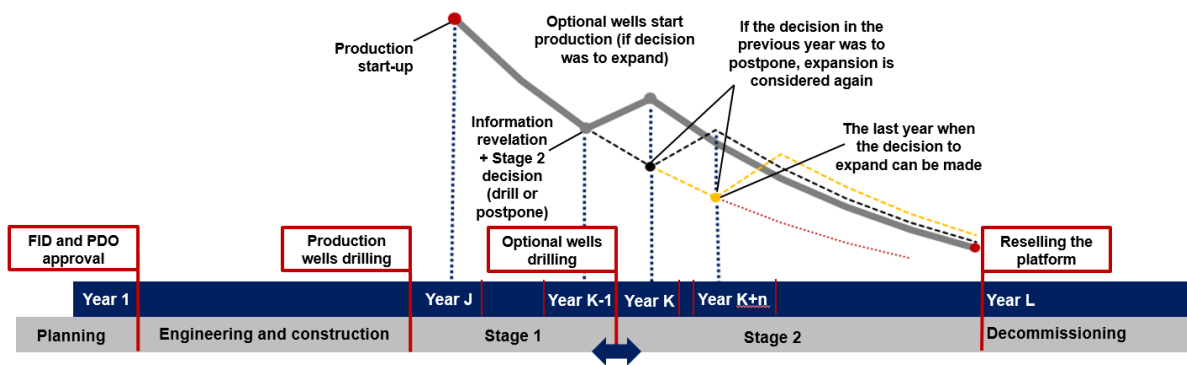 Production
start-up
Optional wells start
production (if decision
was to expand)
If the decision in the
previous year was to
postpone, expansion is
considered again
Information
revelation
+ Stage 2
decision
(drill or
postpone)
The last year when
the decision to
expand can be made
FID and PDO
approval
Production
wells drilling
Optional wells
drilling
Reselling the
platform
Year 1
Year J
Year K-1
Year K
Year K+n
Year L
Planning
Engineering and construction
Stage 1
Stage 2
Decommissioning